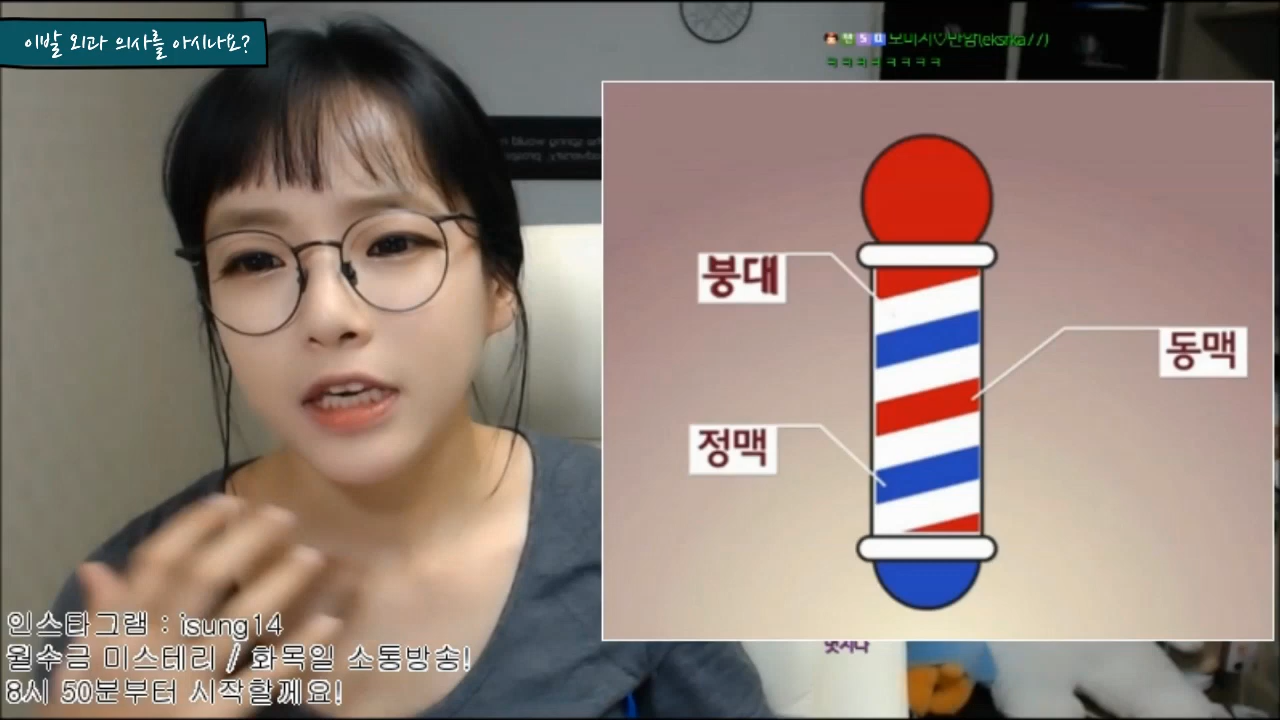 이발 외과 의사를 아시나요?
ㅋㅋㅋㅋㅋㅋㅋㅋ
붕대
동맥
정맥
인스타그램 : isung14
월수금 미스테리 / 화목일 소통방송!
8시 50분부터 시작할께요!